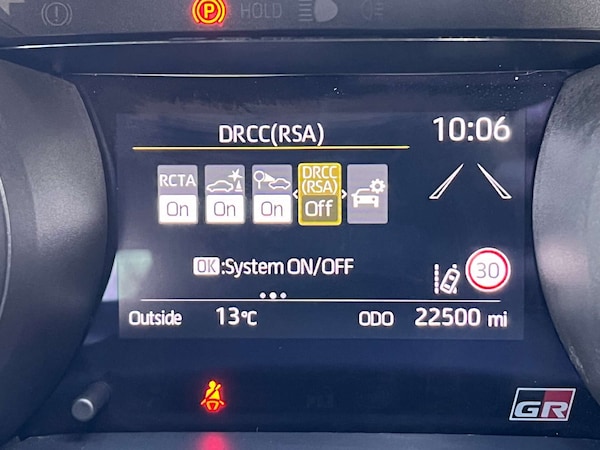 P HOLD
DRCC(RSA) 10:06
RCTA DRCC
(RSA)
On On On Off
OK:System ON/OFF
30
Outside 13°C ODO 22500 mi
GR